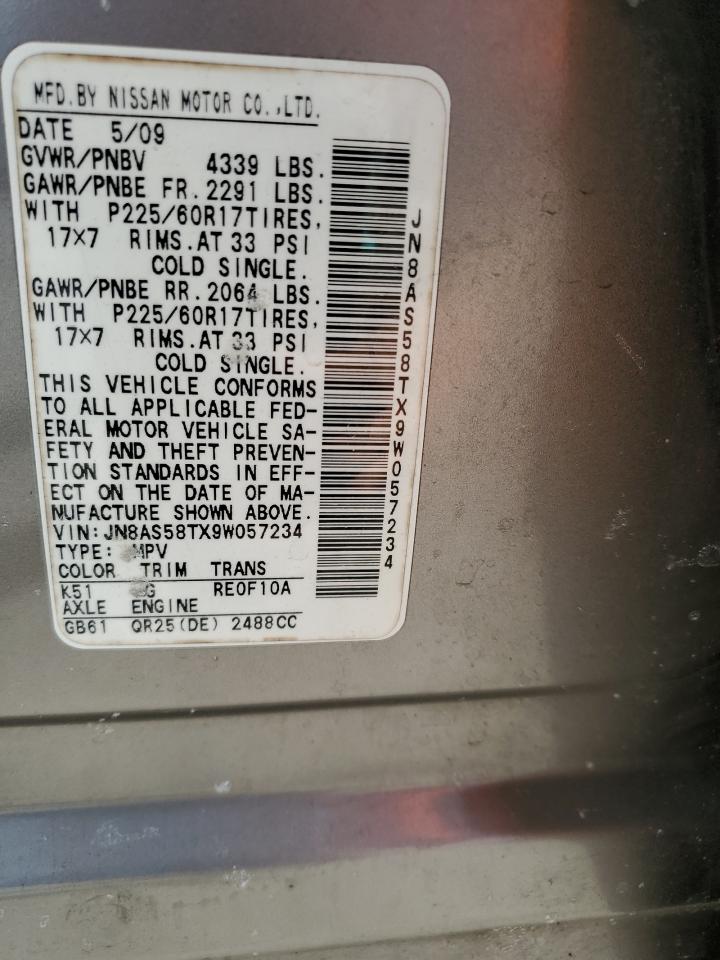 MFD.BY NISSAN MOTOR CO.,LTD.
DATE 5/09
GVWR/PNBV 4339 LBS.
GAWR/PNBE FR.2291 LBS.
WITH P225/60R17TIRES,
17X7 RIMS.AT 33 PSI
COLD SINGLE.
GAWR/PNBE RR.2064 LBS.
WITH P225/60R17TIRES,
17X7 RIMS.AT 33 PSI
COLD SINGLE.
THIS VEHICLE CONFORMS
TO ALL APPLICABLE FED-
ERAL MOTOR VEHICLE SA-
FETY AND THEFT PREVEN-
TION STANDARDS IN EFF-
ECT ON THE DATE OF MA-
NUFACTURE SHOWN ABOVE.
VIN:JN8AS58TX9W057234
TYPE: MPV
COLOR TRIM TRANS
K51 RE0F10A
AXLE ENGINE
GB61 QR25(DE) 2488CC
JN8AS58TX9W057234